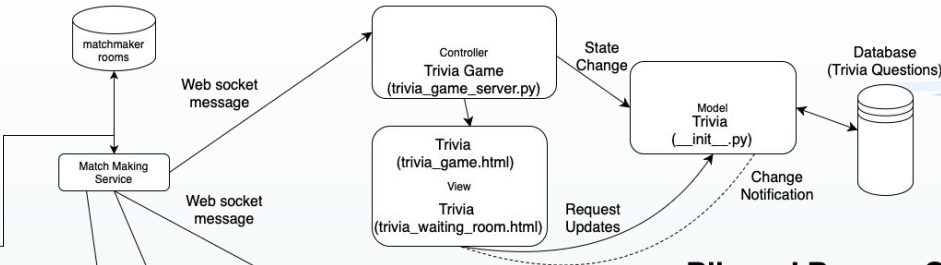 matchmaker
rooms
Web socket
message
Controller
Trivia Game
(trivia_game_server.py)
State
Change
Database
(Trivia Questions)
Model
Trivia
(__init__.py)
Match Making
Service
Web socket
message
Trivia
(trivia_game.html)
View
Trivia
(trivia_waiting_room.html)
Request
Updates
Change
Notification